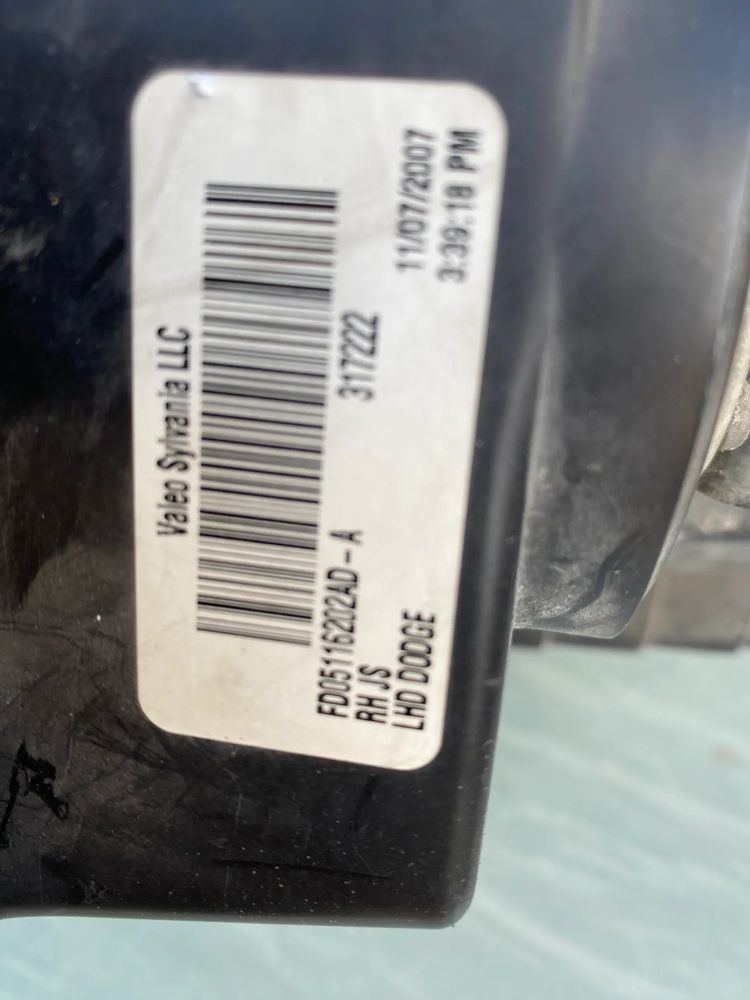 Valeo Sylvania LLC
FD05116202AD-A 317222
RH JS 11/07/2007
LHD DODGE 3:39:18 PM